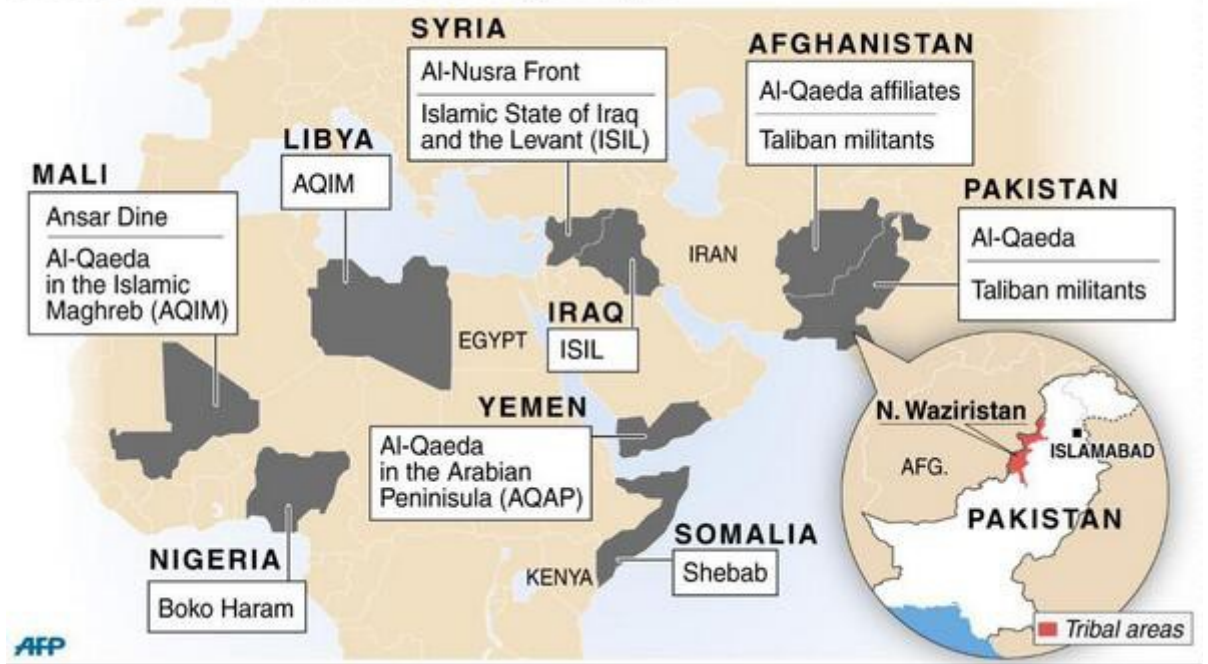 SYRIA
Al-Nusra Front
Islamic State of Iraq
and the Levant (ISIL)
AFGHANISTAN
Al-Qaeda affiliates
Taliban militants
LIBYA
AQIM
MALI
Ansar Dine
Al-Qaeda
in the Islamic
Maghreb (AQIM)
PAKISTAN
Al-Qaeda
Taliban militants
IRAN
IRAQ
ISIL
EGYPT
YEMEN
Al-Qaeda
in the Arabian
Peninisula (AQAP)
N. Waziristan
ISLAMABAD
AFG.
PAKISTAN
SOMALIA
Shebab
KENYA
NIGERIA
Boko Haram
Tribal areas
AFP